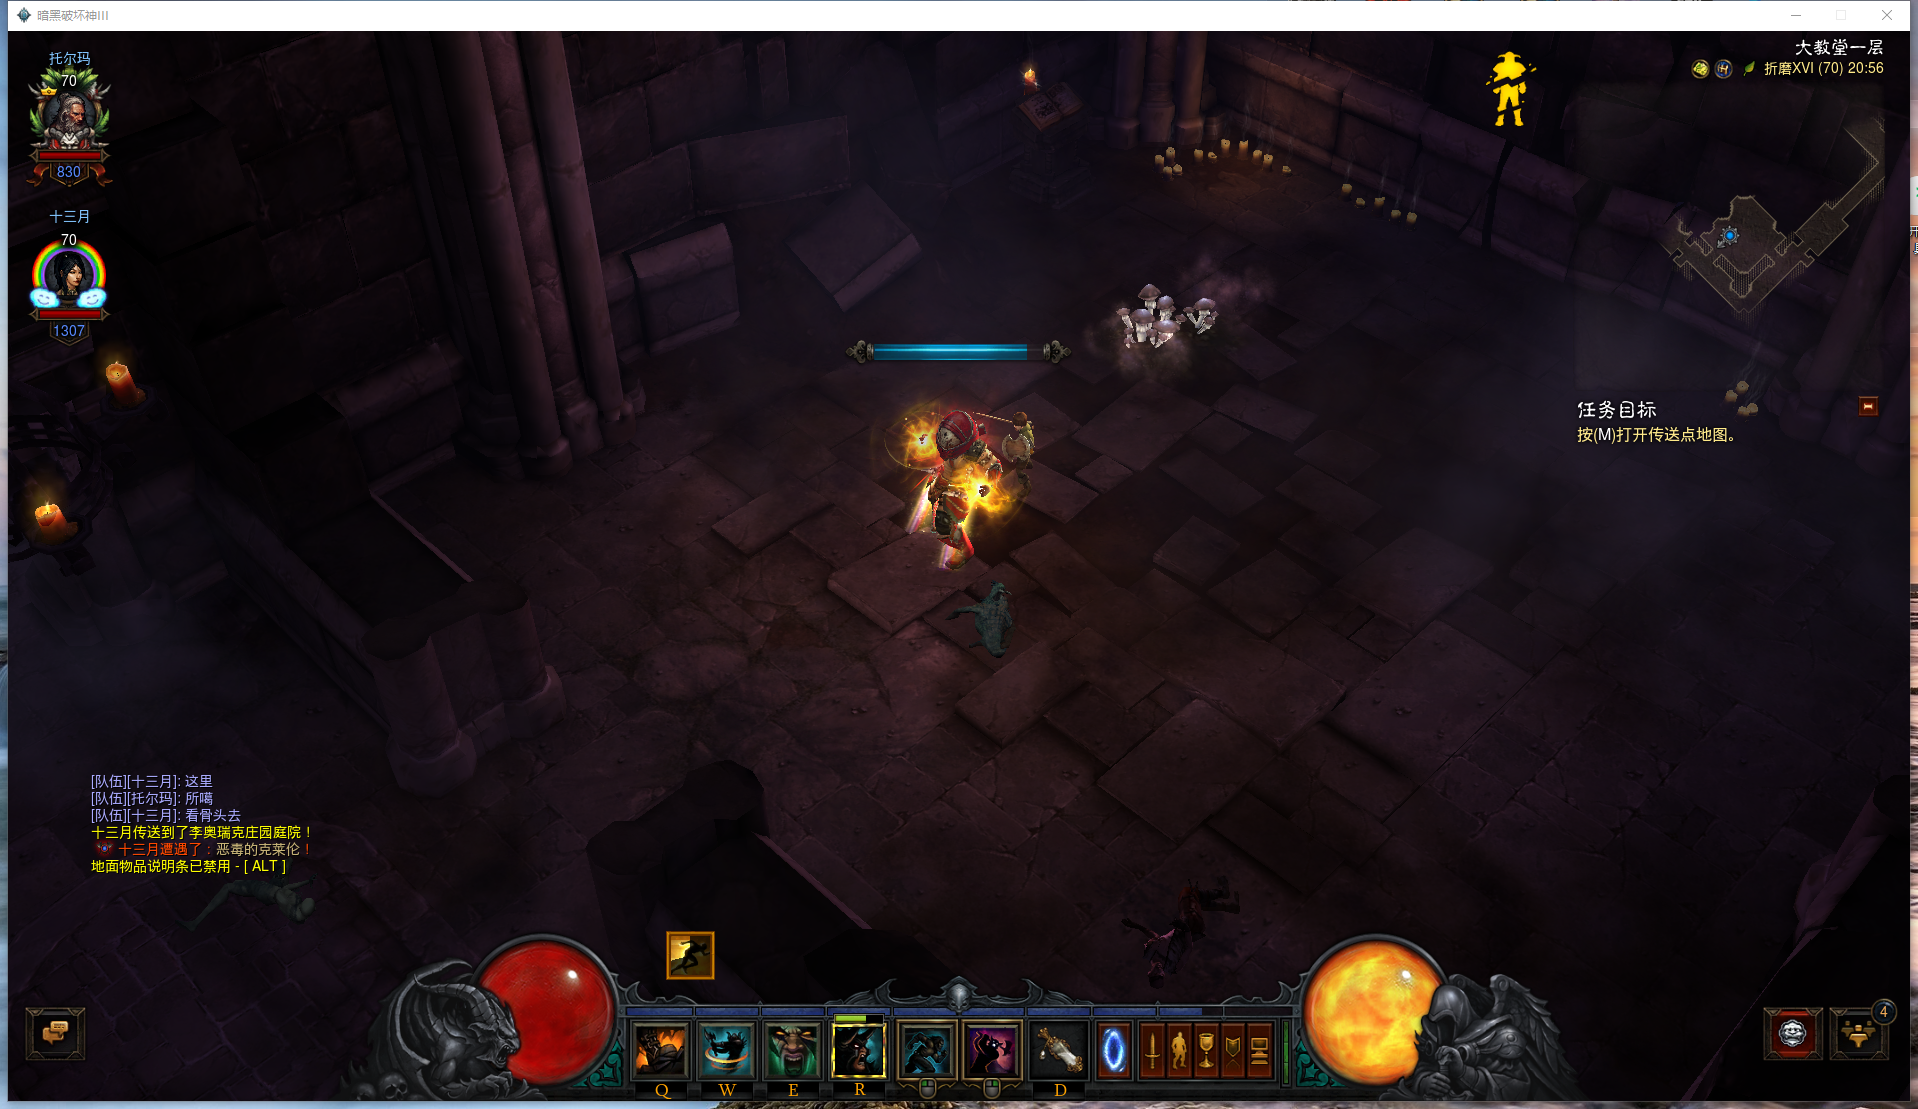 暗黑破坏神III
托尔玛
70
830
十三月
70
1307
大教堂一层
折磨XVI (70) 20:56
任务目标
按(M)打开传送点地图。
[队伍][十三月]: 这里
[队伍][托尔玛]: 所噶
[队伍][十三月]: 看骨头去
十三月传送到了李奥瑞克庄园庭院！
十三月遭遇了：恶毒的克莱伦！
地面物品说明条已禁用 - [ ALT ]
Q W E R D
4